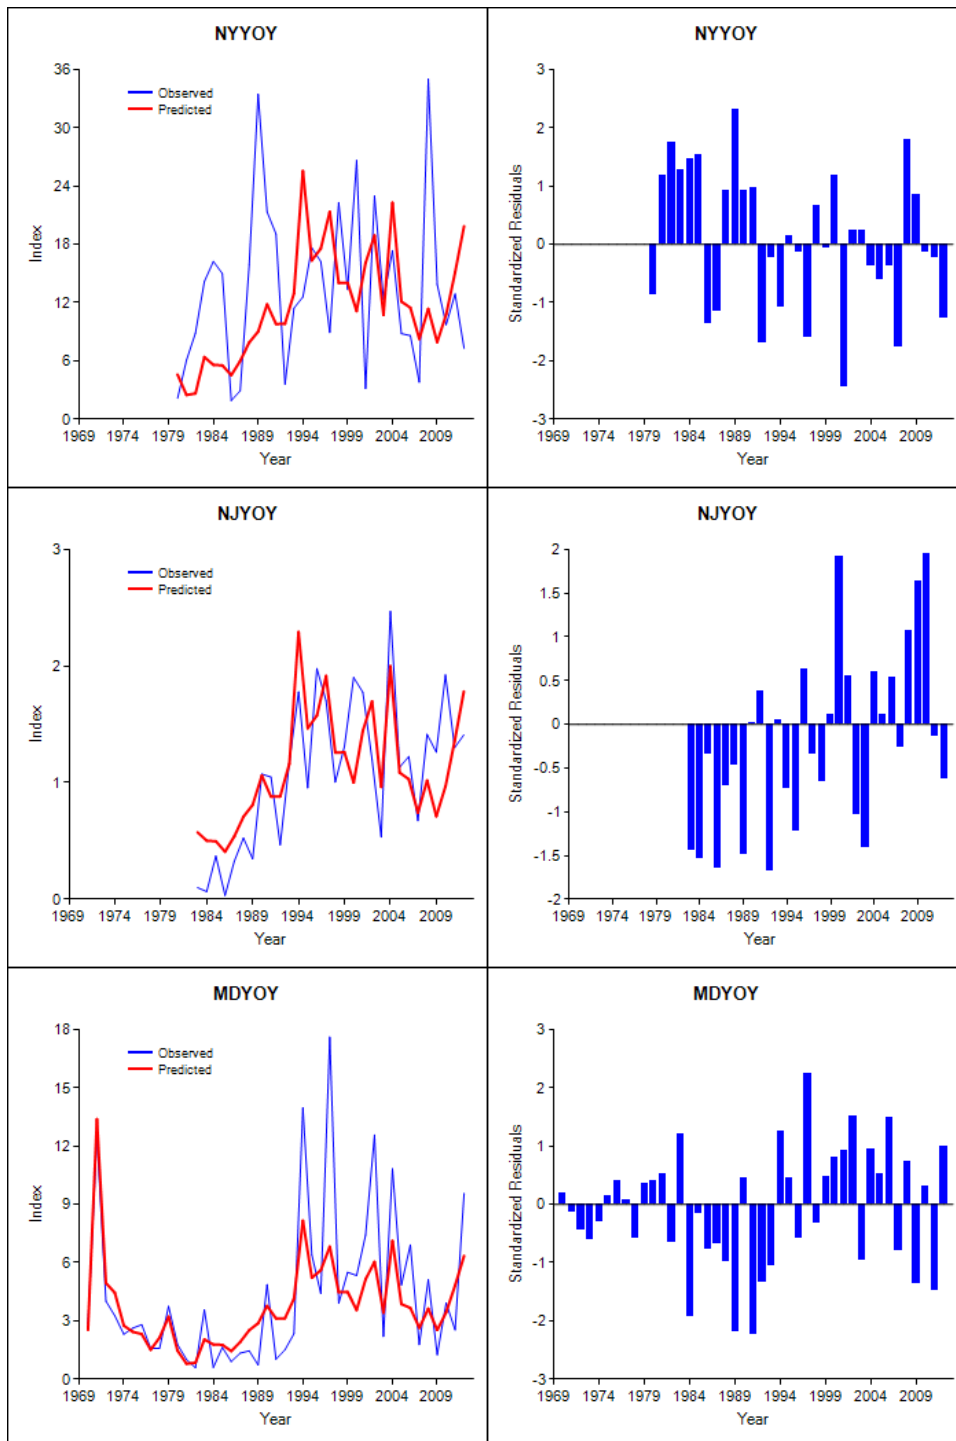 NYYOY
36
30
24
18
12
6
0
Index
Observed
Predicted
1969 1974 1979 1984 1989 1994 1999 2004 2009
Year
NYYOY
3
2
1
0
-1
-2
-3
Standardized Residuals
1969 1974 1979 1984 1989 1994 1999 2004 2009
Year
NJYOY
3
2
1
0
Index
Observed
Predicted
1969 1974 1979 1984 1989 1994 1999 2004 2009
Year
NJYOY
2
1.5
1
0.5
0
-0.5
-1
-1.5
-2
Standardized Residuals
1969 1974 1979 1984 1989 1994 1999 2004 2009
Year
MDYOY
18
15
12
9
6
3
0
Index
Observed
Predicted
1969 1974 1979 1984 1989 1994 1999 2004 2009
Year
MDYOY
3
2
1
0
-1
-2
-3
Standardized Residuals
1969 1974 1979 1984 1989 1994 1999 2004 2009
Year